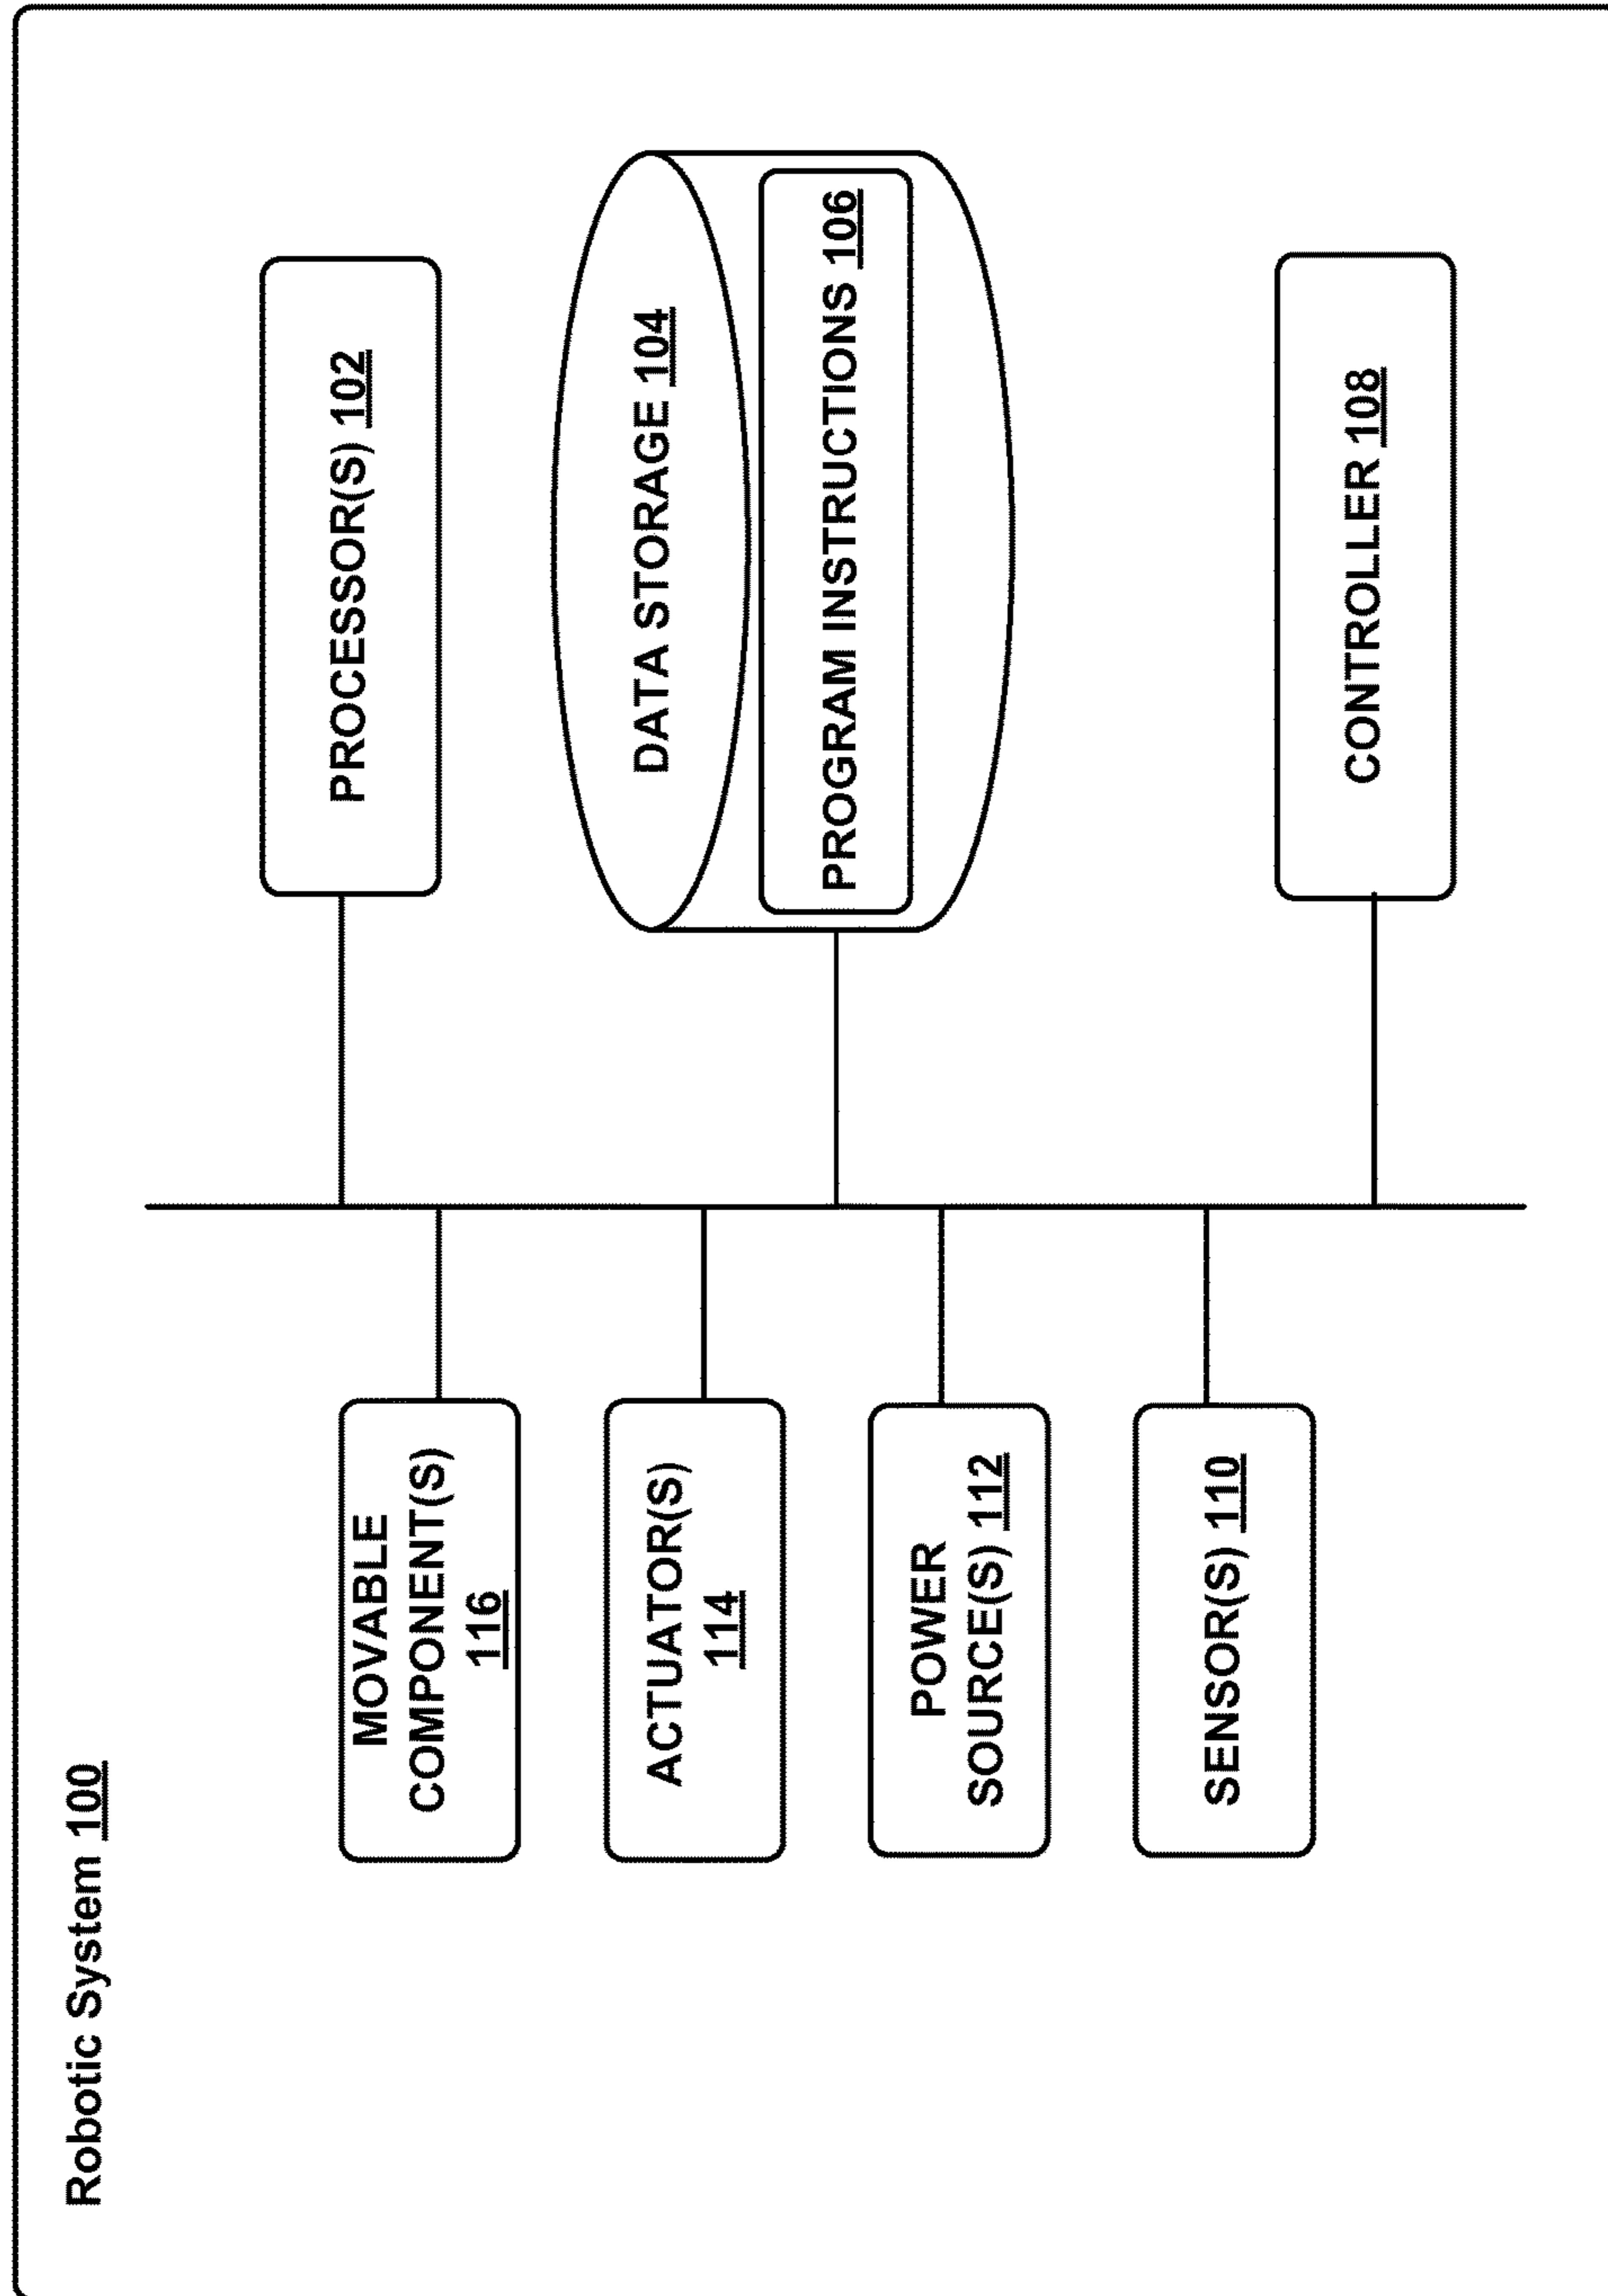 Robotic System 100
MOVABLE
COMPONENT(S)
116
ACTUATOR(S)
114
POWER
SOURCE(S) 112
SENSOR(S) 110
PROCESSOR(S) 102
DATA STORAGE 104
PROGRAM INSTRUCTIONS 106
CONTROLLER 108